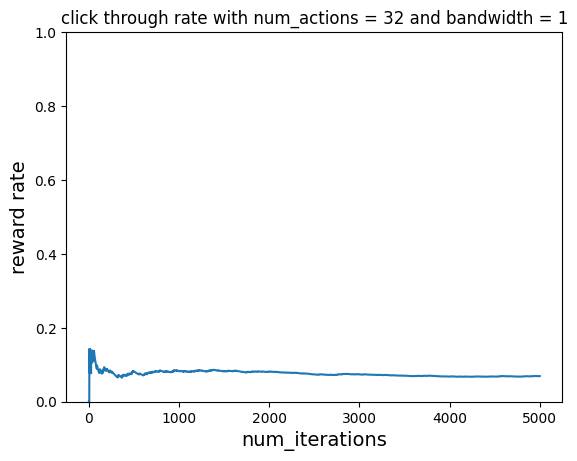 click through rate with num_actions = 32 and bandwidth = 1
1.0
0.8
0.6
0.4
0.2
0.0
reward rate
0 1000 2000 3000 4000 5000
num_iterations